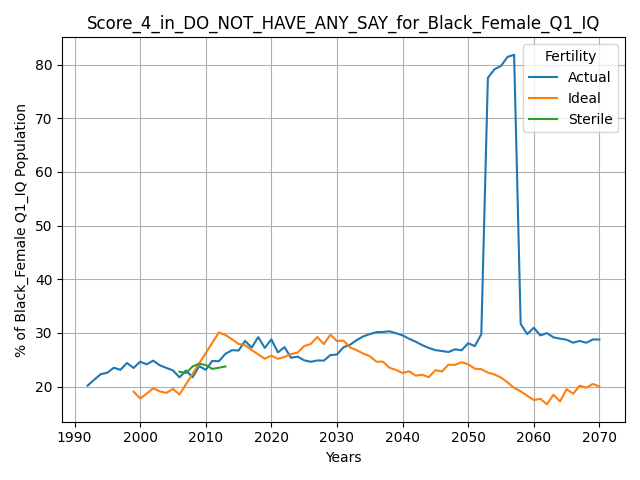 Score_4_in_DO_NOT_HAVE_ANY_SAY_for_Black_Female_Q1_IQ
% of Black_Female Q1_IQ Population
80
70
60
50
40
30
20
Fertility
Actual
Ideal
Sterile
1990 2000 2010 2020 2030 2040 2050 2060 2070
Years